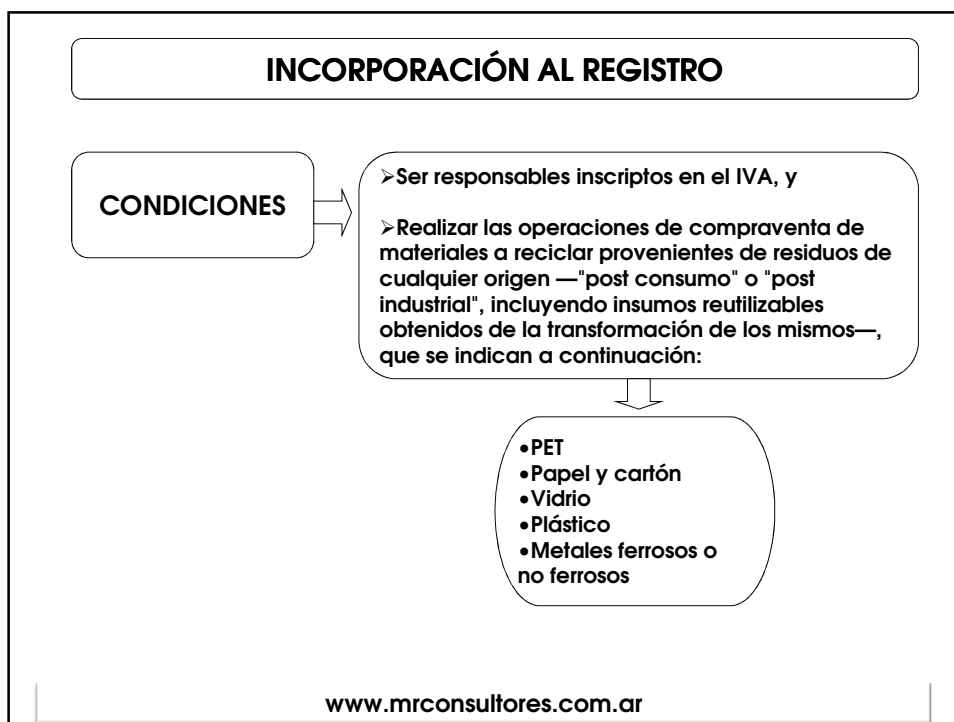 INCORPORACIÓN AL REGISTRO
CONDICIONES
➢Ser responsables inscriptos en el IVA, y
➢Realizar las operaciones de compraventa de
materiales a reciclar provenientes de residuos de
cualquier origen —"post consumo" o "post
industrial", incluyendo insumos reutilizables
obtenidos de la transformación de los mismos—,
que se indican a continuación:
•PET
•Papel y cartón
•Vidrio
•Plástico
•Metales ferrosos o
no ferrosos
www.mrconsultores.com.ar